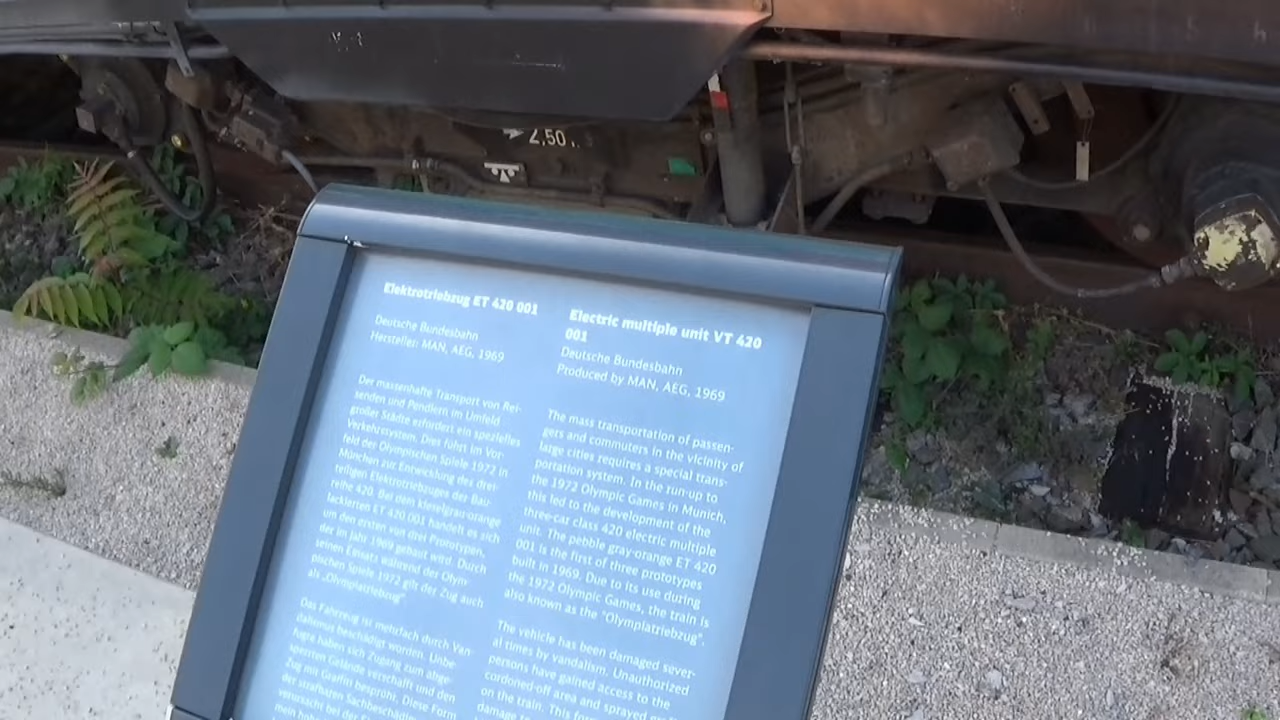 2,50
Elektrotriebzug ET 420 001
Deutsche Bundesbahn
Hersteller: MAN, AEG, 1969
Der massenhafte Transport von Rei-
senden und Pendlern im Umfeld
großer Städte erfordert ein spezielles
Verkehrssystem. Dies führt im Vor-
feld der Olympischen Spiele 1972 in
München zur Entwicklung des drei-
teiligen Elektrotriebzuges der Bau-
reihe 420. Bei dem kieselgrau-orange
lackierten ET 420 001 handelt es sich
um den ersten von drei Prototypen,
der im Jahr 1969 gebaut wird. Durch
seinen Einsatz während der Olym-
pischen Spiele 1972 gilt der Zug auch
als „Olympiatriebzug".
Das Fahrzeug ist mehrfach durch Van-
dalismus beschädigt worden. Unbe-
fugte haben sich Zugang zum abge-
sperrten Gelände verschafft und den
Zug mit Graffiti besprüht. Diese Form
der strafbaren Sachbeschädi
verursacht bei der
mein
Electric multiple unit VT 420
001
Deutsche Bundesbahn
Produced by MAN, AEG, 1969
The mass transportation of passen-
gers and commuters in the vicinity of
large cities requires a special trans-
portation system. In the run-up to
the 1972 Olympic Games in Munich,
this led to the development of the
three-car class 420 electric multiple
unit. The pebble gray-orange ET 420
001 is the first of three prototypes
built in 1969. Due to its use during
the 1972 Olympic Games, the train is
also known as the "Olympiatriebzug".
The vehicle has been damaged sever-
al times by vandalism. Unauthorized
persons have gained access to the
cordoned-off area and sprayed
on the train. This
damage